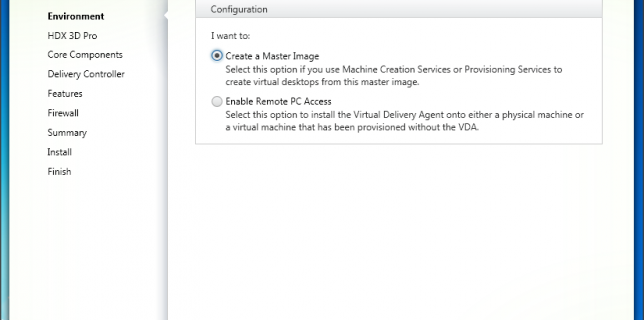 Environment
HDX 3D Pro
Core Components
Delivery Controller
Features
Firewall
Summary
Install
Finish
Configuration
I want to:
Create a Master Image
Select this option if you use Machine Creation Services or Provisioning Services to
create virtual desktops from this master image.
Enable Remote PC Access
Select this option to install the Virtual Delivery Agent onto either a physical machine or
a virtual machine that has been provisioned without the VDA.